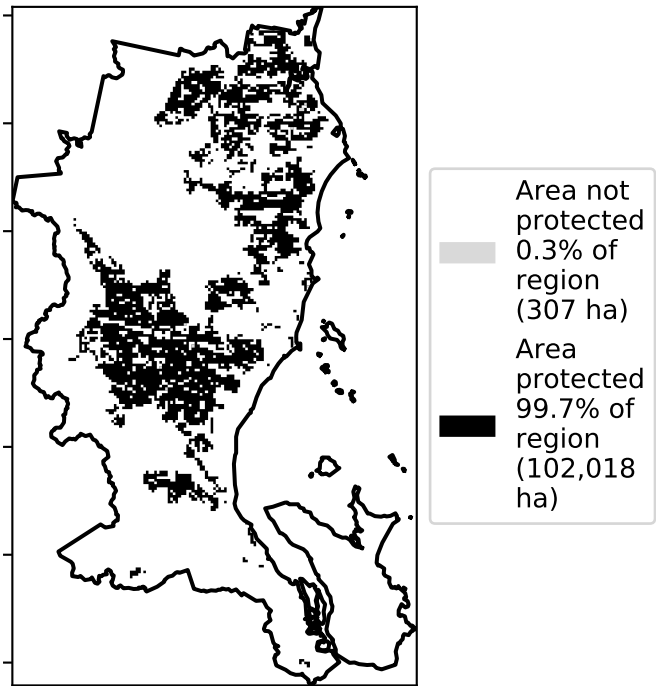 Area not
protected
0.3% of
region
(307 ha)
Area
protected
99.7% of
region
(102,018
ha)